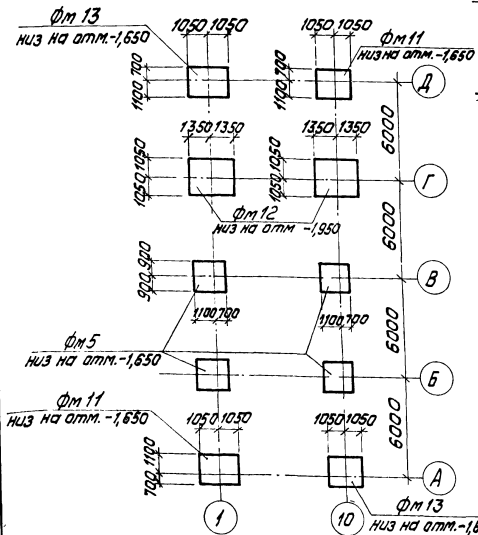 Фм 13
низ на отм.-1,650
1050 1050
1050 1050
Фм 11
низ на отм.-1,650
1100 700
1100 700
Д
6000
1350 1350
1350 1350
1050 1050
1050 1050
Г
Фм 12
низ на отм -1,950
6000
900 900
В
1100 700
1100 700
6000
Фм 5
низ на отм.-1,650
Б
Фм 11
низ на отм.-1,650
6000
1050 1050
1050 1050
700 1100
А
Фм 13
низ на отм.-1,6
1
10